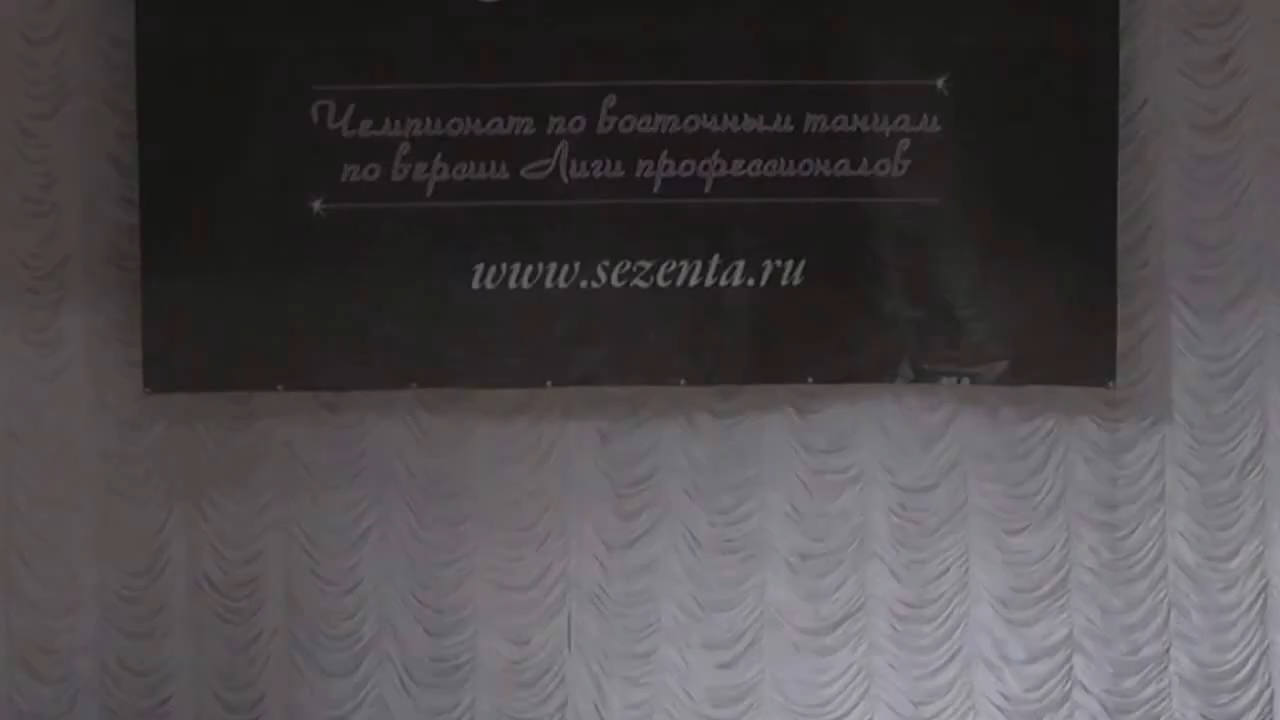 Чемпионат по восточным танцам
по версии Лиги профессионалов
www.sezenta.ru